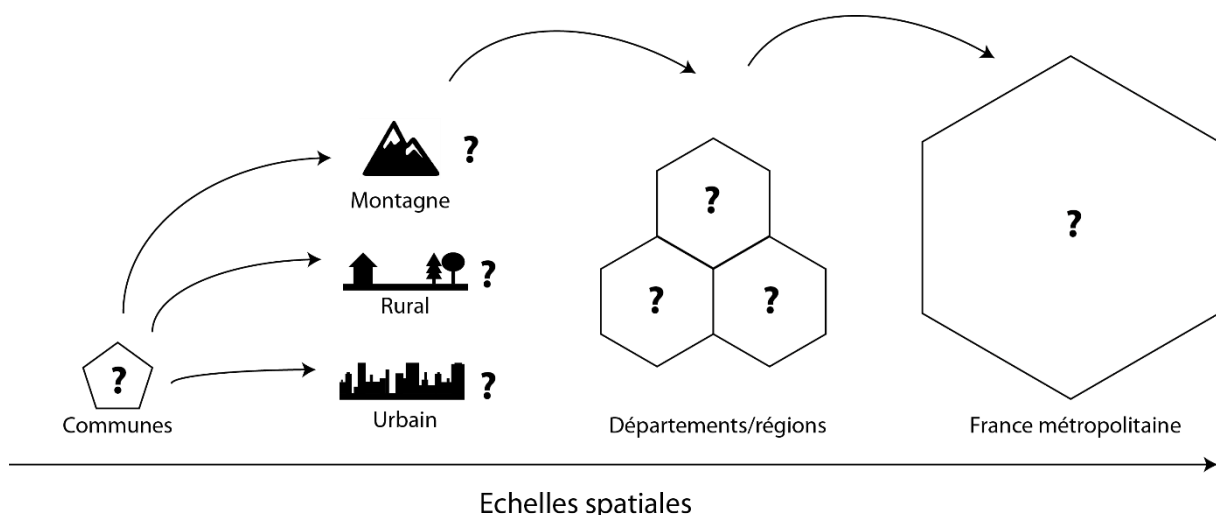 ?
Montagne
?
Rural
?
Urbain
?
Communes
?
?
?
Départements/régions
?
France métropolitaine
Echelles spatiales